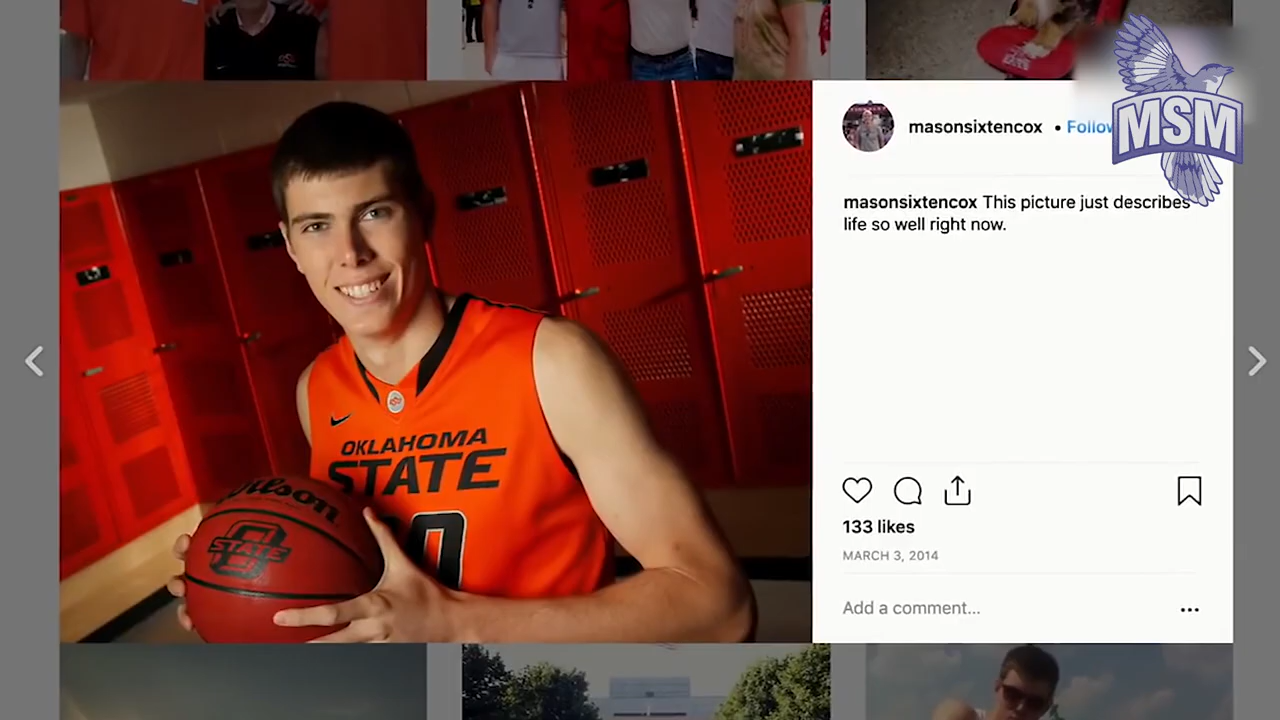 MSM
masonsixtencox • Follow
masonsixtencox This picture just describes
life so well right now.
OKLAHOMA
STATE
Wilson
STATE
133 likes
MARCH 3, 2014
Add a comment...